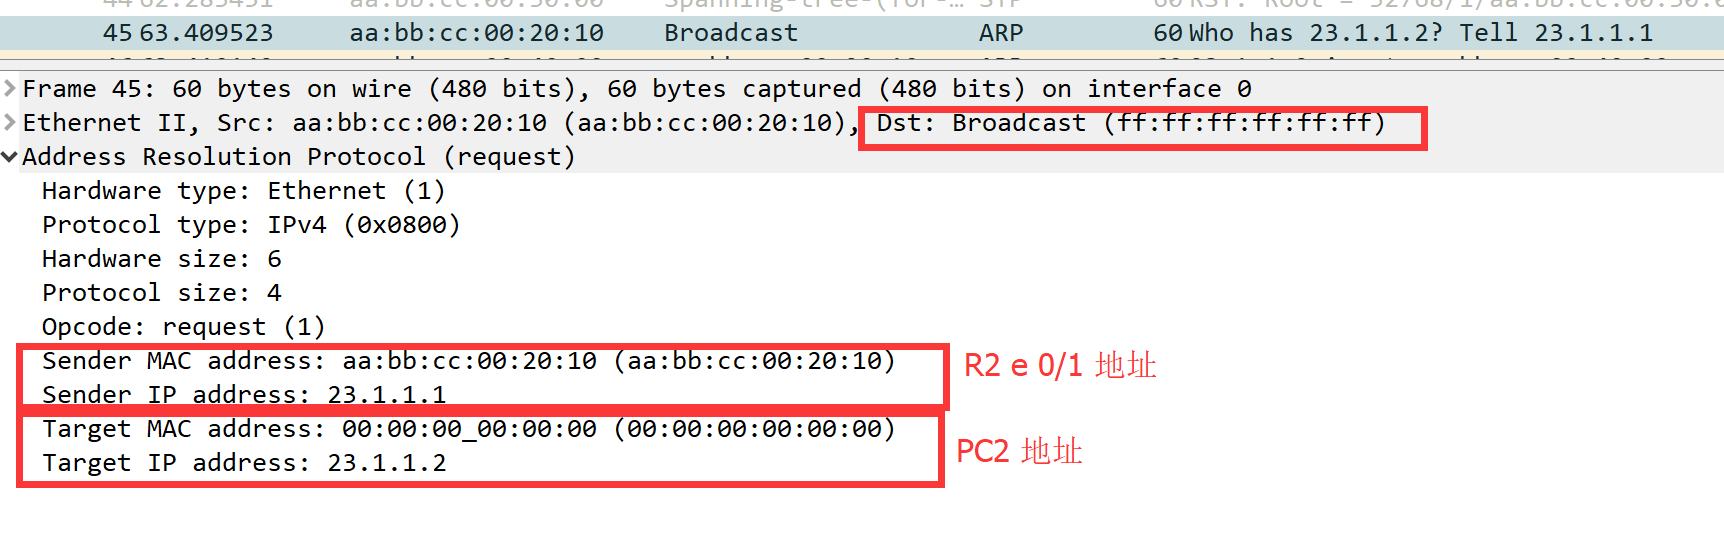 45 63.409523 aa:bb:cc:00:20:10 Broadcast ARP 60 Who has 23.1.1.2? Tell 23.1.1.1
Frame 45: 60 bytes on wire (480 bits), 60 bytes captured (480 bits) on interface 0
Ethernet II, Src: aa:bb:cc:00:20:10 (aa:bb:cc:00:20:10), Dst: Broadcast (ff:ff:ff:ff:ff:ff)
Address Resolution Protocol (request)
Hardware type: Ethernet (1)
Protocol type: IPv4 (0x0800)
Hardware size: 6
Protocol size: 4
Opcode: request (1)
Sender MAC address: aa:bb:cc:00:20:10 (aa:bb:cc:00:20:10)
R2 e 0/1 地址
Sender IP address: 23.1.1.1
Target MAC address: 00:00:00_00:00:00 (00:00:00:00:00:00)
PC2 地址
Target IP address: 23.1.1.2